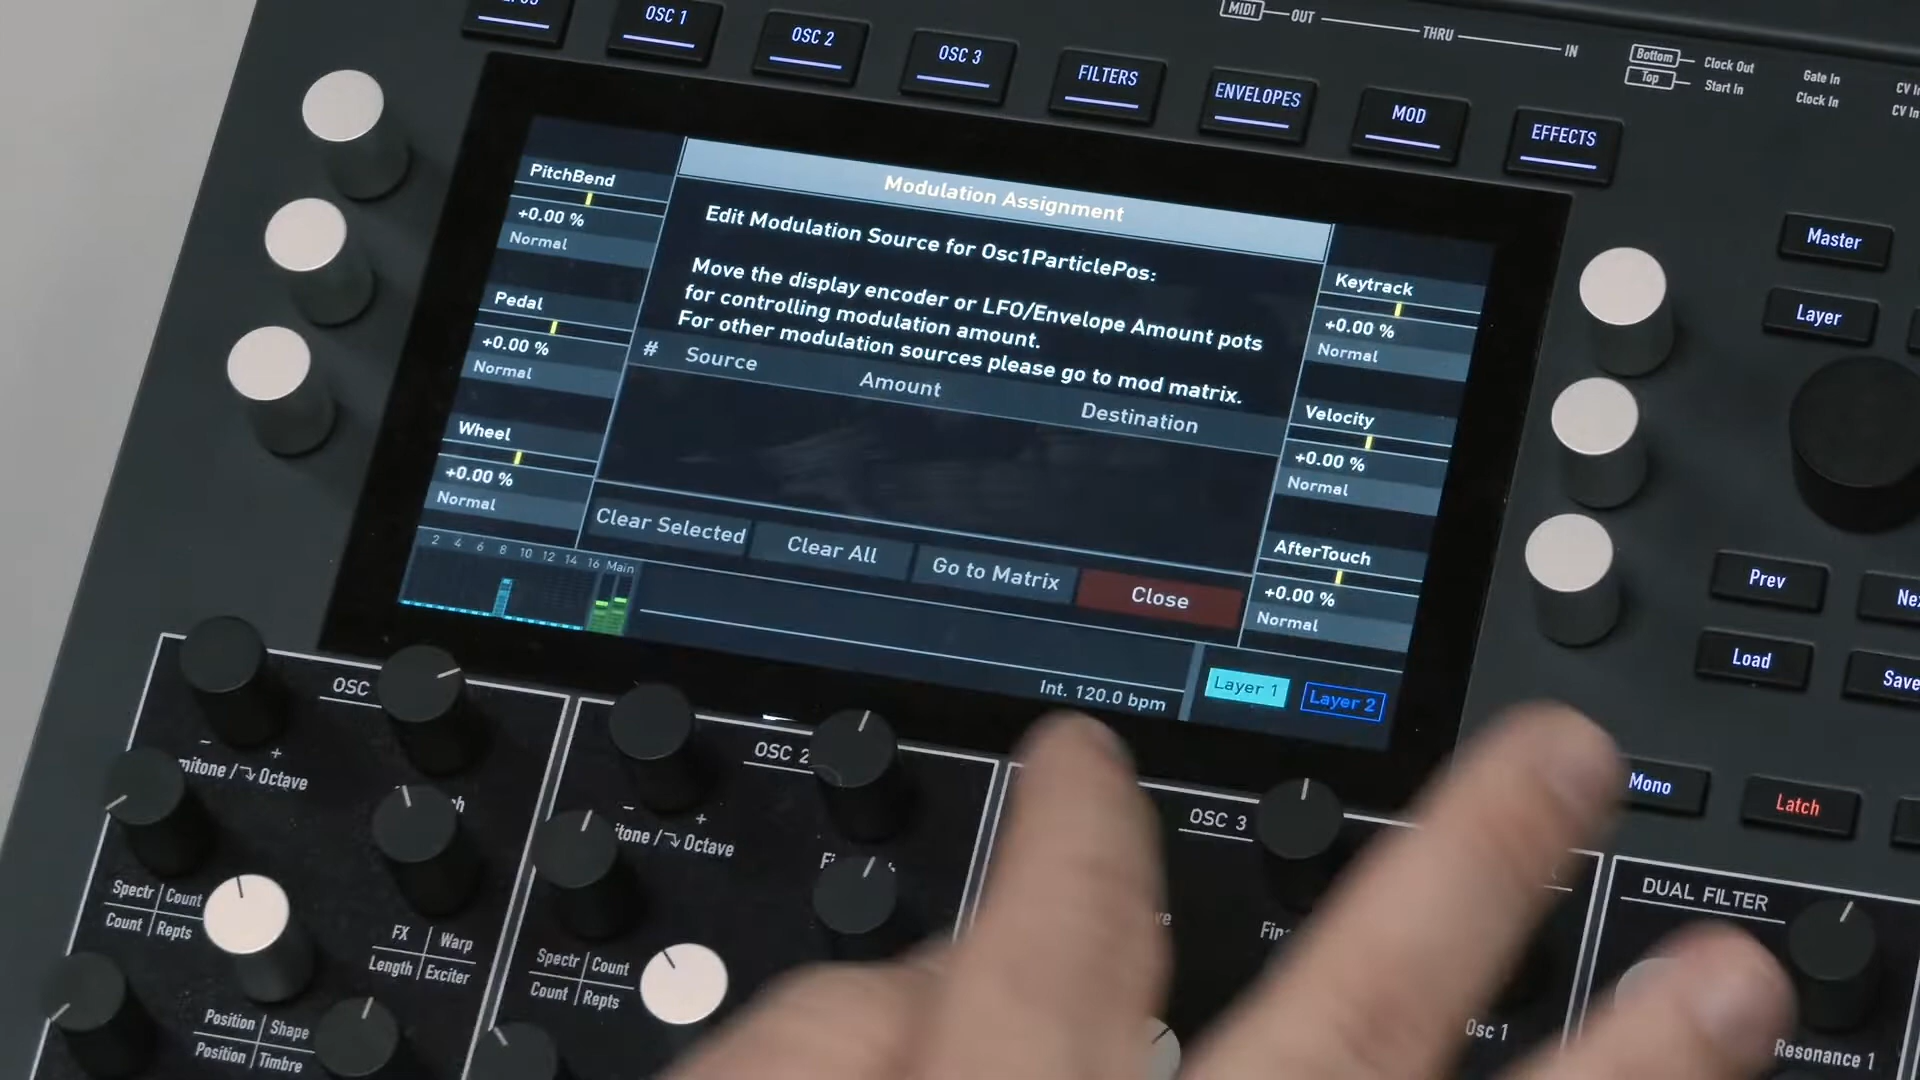 OSC 1
OSC 2
OSC 3
FILTERS
ENVELOPES
MOD
EFFECTS
MIDI
OUT
THRU
IN
Bottom
Top
Clock Out
Start In
Gate In
Clock In
Master
Layer
Modulation Assignment
Edit Modulation Source for Osc1ParticlePos:
Move the display encoder or LFO/Envelope Amount pots
for controlling modulation amount.
For other modulation sources please go to mod matrix.
# Source Amount Destination
PitchBend
+0.00 %
Normal
Pedal
+0.00 %
Normal
Wheel
+0.00 %
Normal
Keytrack
+0.00 %
Normal
Velocity
+0.00 %
Normal
AfterTouch
+0.00 %
Normal
Clear Selected
Clear All
Go to Matrix
Close
2 4 6 8 10 12 14 16 Main
Int. 120.0 bpm
Layer 1
Layer 2
Prev
Load
Save
Mono
Latch
OSC
- +
Octave
Spectr Count
Count Repts
FX Warp
Length Exciter
Position Shape
Position Timbre
OSC 2
- +
Octave
Spectr Count
Count Repts
OSC 3
Osc 1
DUAL FILTER
Resonance 1